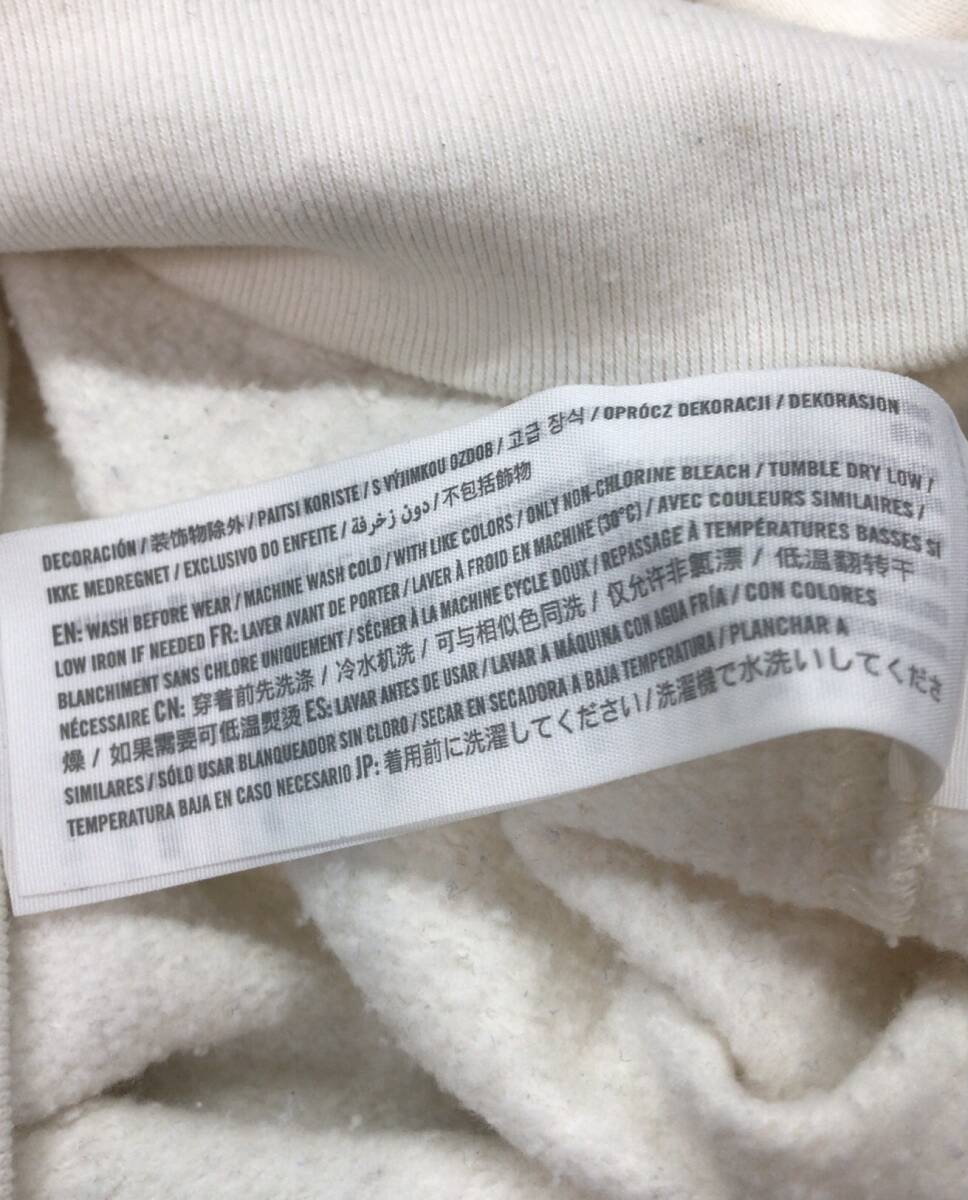 DECORACIÓN / 装饰物除外 / PAITSI KORISTE / S VÝJIMKOU OZDOB / 고급 장식 / OPRÓCZ DEKORACJI / DEKORASJON
IKKE MEDREGNET / EXCLUSIVO DO ENFEITE / دون زخرفة / 不包括飾物
EN: WASH BEFORE WEAR / MACHINE WASH COLD / WITH LIKE COLORS / ONLY NON-CHLORINE BLEACH / TUMBLE DRY LOW /
LOW IRON IF NEEDED FR: LAVER AVANT DE PORTER / LAVER À FROID EN MACHINE (30°C) / AVEC COULEURS SIMILAIRES /
BLANCHIMENT SANS CHLORE UNIQUEMENT / SÉCHER À LA MACHINE CYCLE DOUX / REPASSAGE À TEMPÉRATURES BASSES SI
NÉCESSAIRE CN: 穿着前先洗涤 / 冷水机洗 / 可与相似色同洗 / 仅允许非氯漂 / 低温翻转干
燥 / 如果需要可低温熨烫 ES: LAVAR ANTES DE USAR / LAVAR A MÁQUINA CON AGUA FRÍA / CON COLORES
SIMILARES / SÓLO USAR BLANQUEADOR SIN CLORO / SECAR EN SECADORA A BAJA TEMPERATURA / PLANCHAR A
TEMPERATURA BAJA EN CASO NECESARIO JP: 着用前に洗濯してください / 洗濯機で水洗いしてくださ